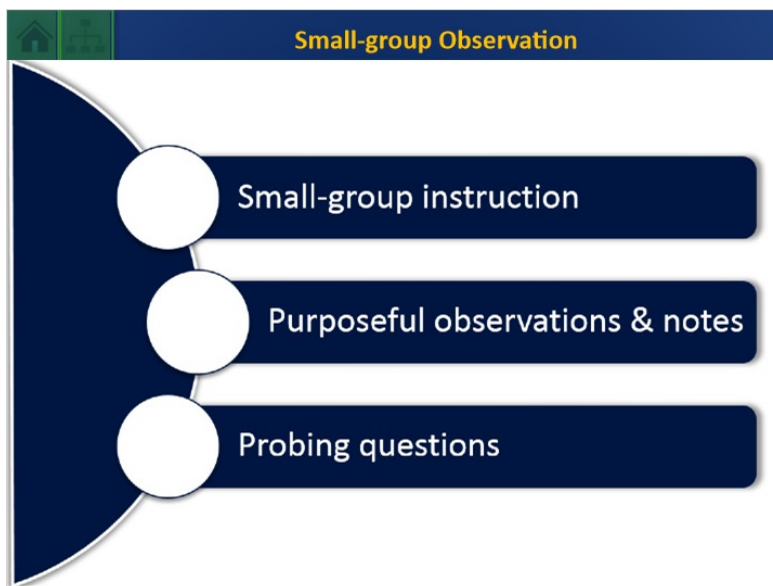 Small-group Observation
Small-group instruction
Purposeful observations & notes
Probing questions